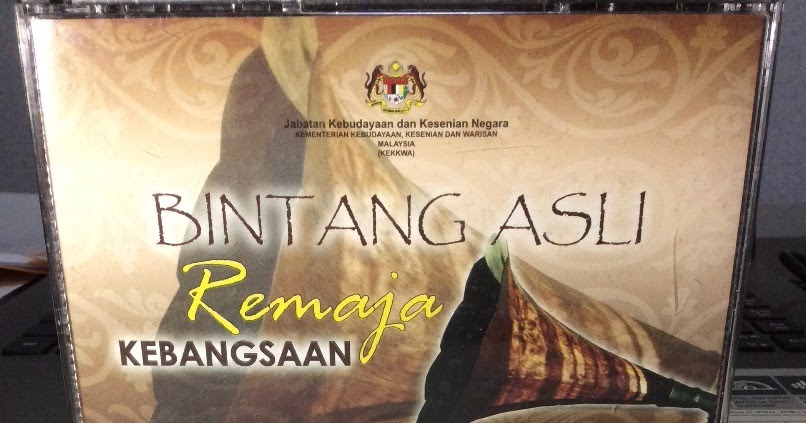 Jabatan Kebudayaan dan Kesenian Negara
KEMENTERIAN KEBUDAYAAN, KESENIAN DAN WARISAN
MALAYSIA
(KEKKWA)
BINTANG ASLI
Remaja
KEBANGSAAN